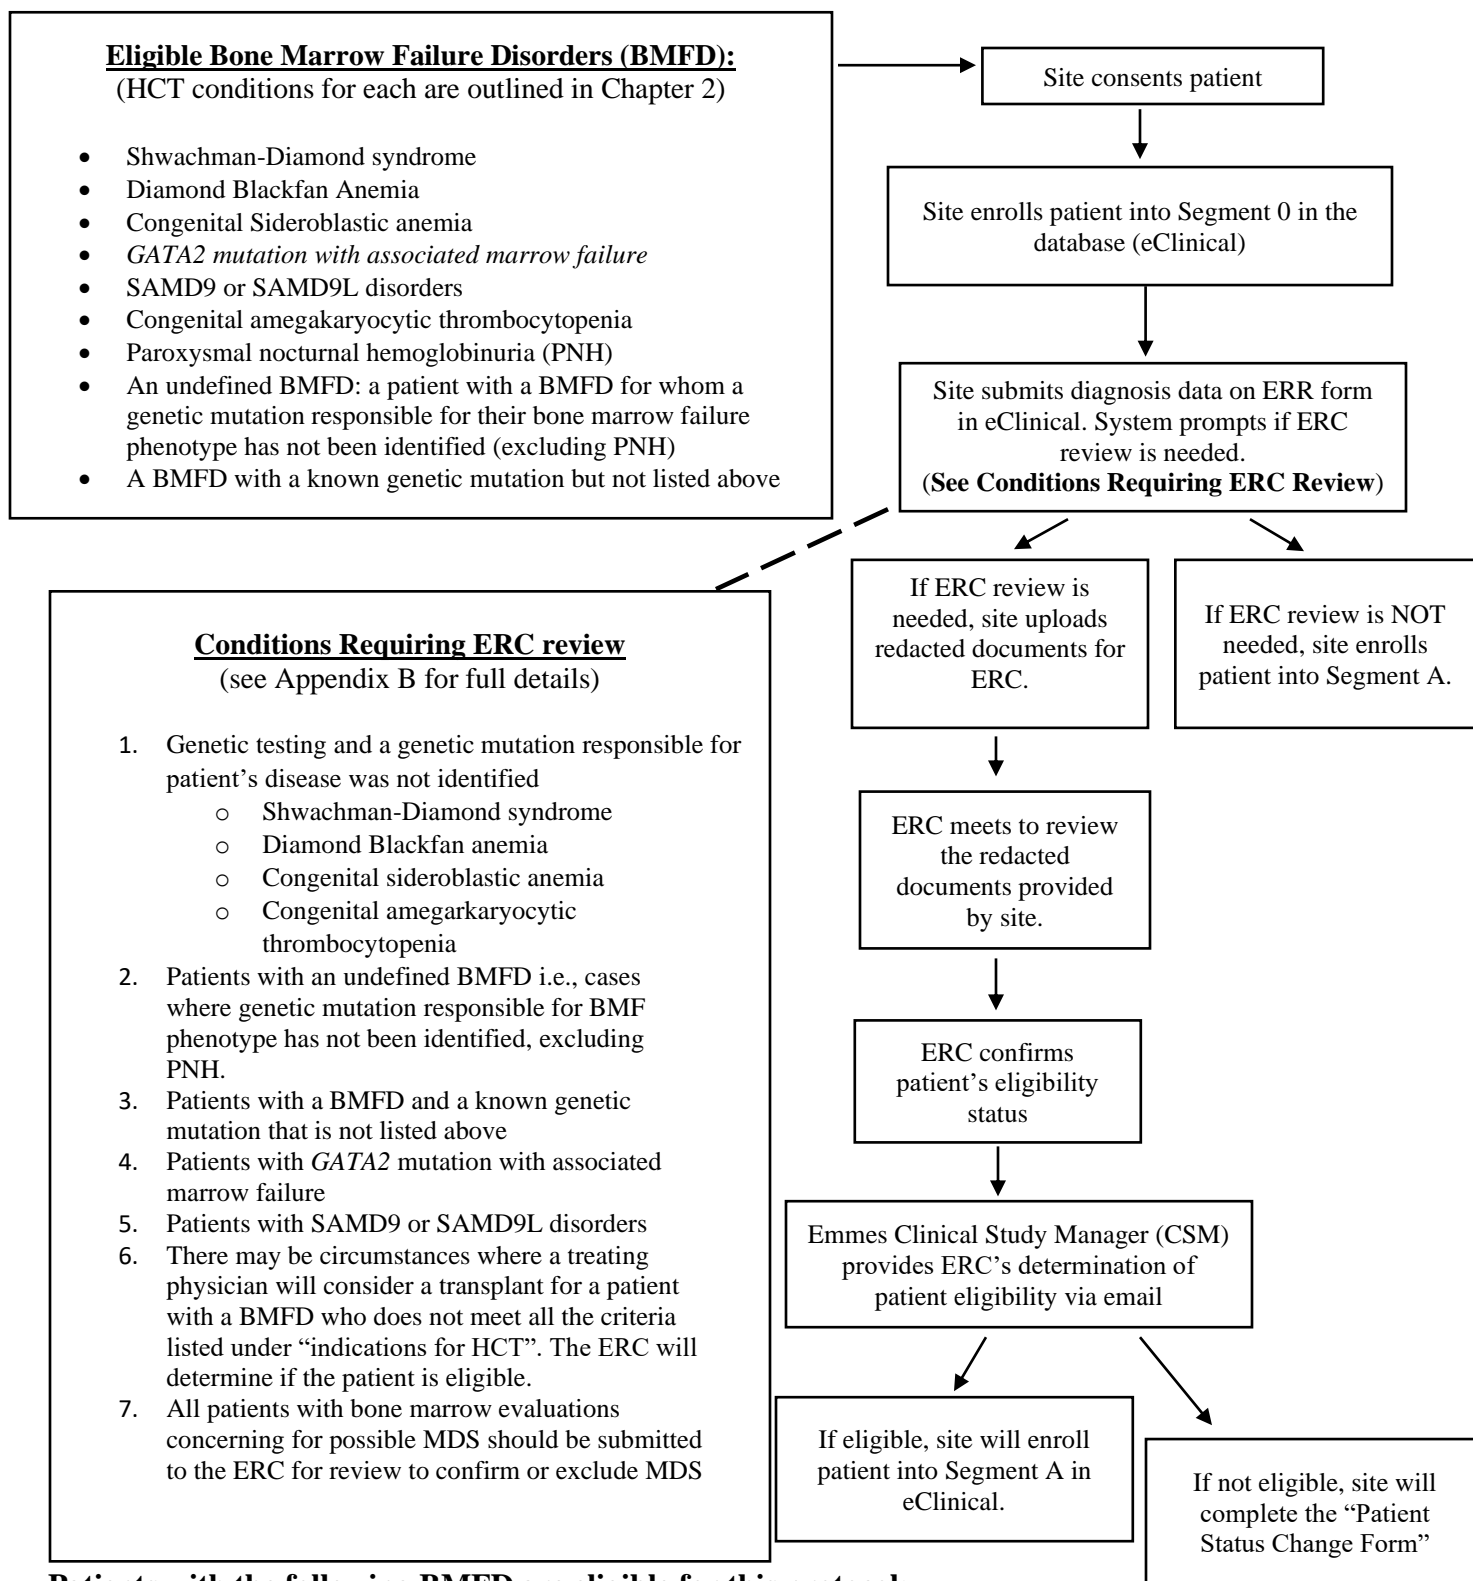 Eligible Bone Marrow Failure Disorders (BMFD):
(HCT conditions for each are outlined in Chapter 2)
• Shwachman-Diamond syndrome
• Diamond Blackfan Anemia
• Congenital Sideroblastic anemia
• GATA2 mutation with associated marrow failure
• SAMD9 or SAMD9L disorders
• Congenital amegakaryocytic thrombocytopenia
• Paroxysmal nocturnal hemoglobinuria (PNH)
• An undefined BMFD: a patient with a BMFD for whom a
genetic mutation responsible for their bone marrow failure
phenotype has not been identified (excluding PNH)
• A BMFD with a known genetic mutation but not listed above
Site consents patient
Site enrolls patient into Segment 0 in the
database (eClinical)
Site submits diagnosis data on ERR form
in eClinical. System prompts if ERC
review is needed.
(See Conditions Requiring ERC Review)
If ERC review is
needed, site uploads
redacted documents for
ERC.
If ERC review is NOT
needed, site enrolls
patient into Segment A.
Conditions Requiring ERC review
(see Appendix B for full details)
1. Genetic testing and a genetic mutation responsible for
patient’s disease was not identified
o Shwachman-Diamond syndrome
o Diamond Blackfan anemia
o Congenital sideroblastic anemia
o Congenital amegarkaryocytic
thrombocytopenia
2. Patients with an undefined BMFD i.e., cases
where genetic mutation responsible for BMF
phenotype has not been identified, excluding
PNH.
3. Patients with a BMFD and a known genetic
mutation that is not listed above
4. Patients with GATA2 mutation with associated
marrow failure
5. Patients with SAMD9 or SAMD9L disorders
6. There may be circumstances where a treating
physician will consider a transplant for a patient
with a BMFD who does not meet all the criteria
listed under “indications for HCT”. The ERC will
determine if the patient is eligible.
7. All patients with bone marrow evaluations
concerning for possible MDS should be submitted
to the ERC for review to confirm or exclude MDS
ERC meets to review
the redacted
documents provided
by site.
ERC confirms
patient’s eligibility
status
Emmes Clinical Study Manager (CSM)
provides ERC’s determination of
patient eligibility via email
If eligible, site will enroll
patient into Segment A in
eClinical.
If not eligible, site will
complete the “Patient
Status Change Form”
Patients with the following BMFD are eligible for this protocol